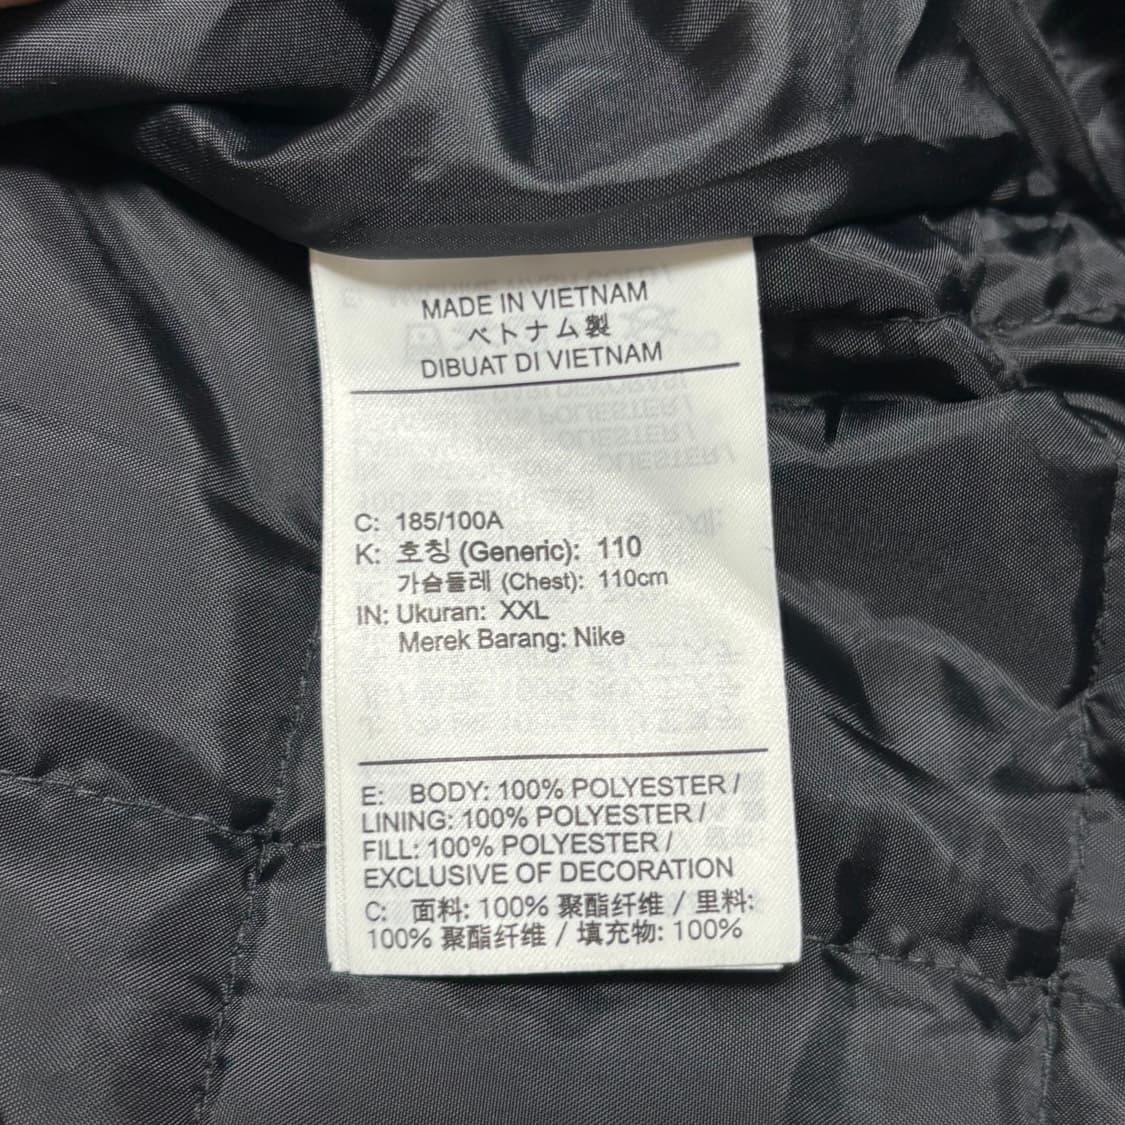 MADE IN VIETNAM
ベトナム製
DIBUAT DI VIETNAM
C: 185/100A
K: 호칭 (Generic): 110
가슴둘레 (Chest): 110cm
IN: Ukuran: XXL
Merek Barang: Nike
E: BODY: 100% POLYESTER /
LINING: 100% POLYESTER /
FILL: 100% POLYESTER /
EXCLUSIVE OF DECORATION
C: 面料: 100% 聚酯纤维 / 里料:
100% 聚酯纤维 / 填充物: 100%